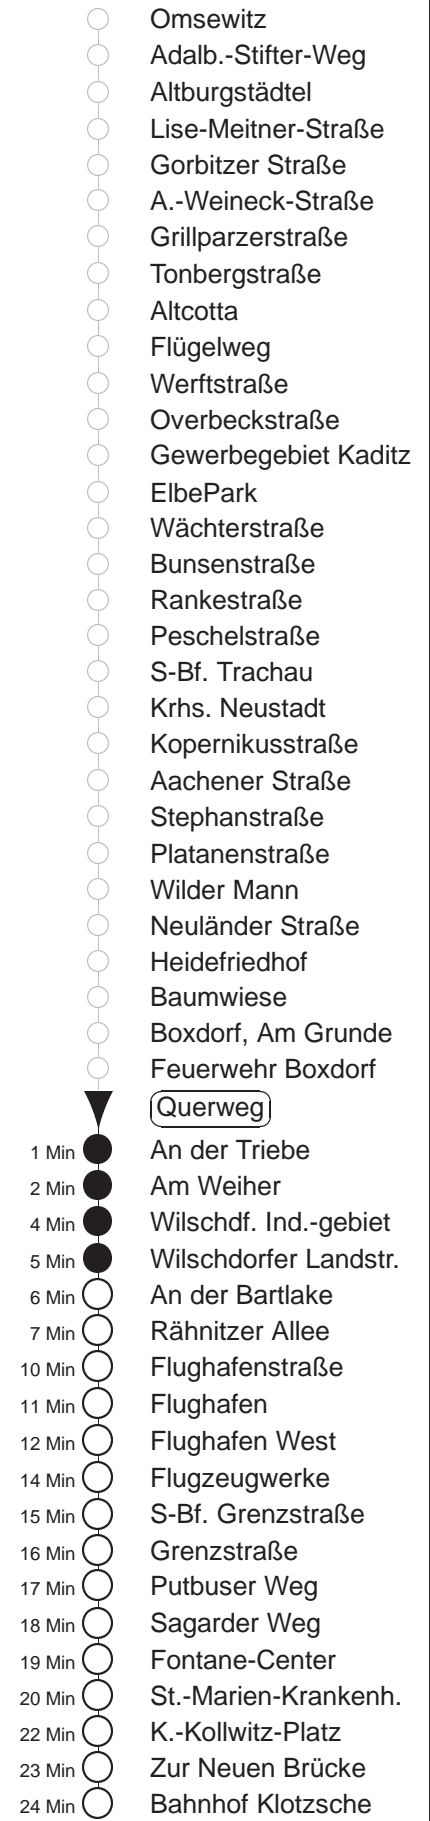 Omsewitz
Adalb.-Stifter-Weg
Altburgstädtel
Lise-Meitner-Straße
Gorbitzer Straße
A.-Weineck-Straße
Grillparzerstraße
Tonbergstraße
Altcotta
Flügelweg
Werftstraße
Overbeckstraße
Gewerbegebiet Kaditz
ElbePark
Wächterstraße
Bunsenstraße
Rankestraße
Peschelstraße
S-Bf. Trachau
Krhs. Neustadt
Kopernikusstraße
Aachener Straße
Stephanstraße
Platanenstraße
Wilder Mann
Neuländer Straße
Heidefriedhof
Baumwiese
Boxdorf, Am Grunde
Feuerwehr Boxdorf
Querweg
1 Min An der Triebe
2 Min Am Weiher
4 Min Wilschdf. Ind.-gebiet
5 Min Wilschdorfer Landstr.
6 Min An der Bartlake
7 Min Rähnitzer Allee
10 Min Flughafenstraße
11 Min Flughafen
12 Min Flughafen West
14 Min Flugzeugwerke
15 Min S-Bf. Grenzstraße
16 Min Grenzstraße
17 Min Putbuser Weg
18 Min Sagarder Weg
19 Min Fontane-Center
20 Min St.-Marien-Krankenh.
22 Min K.-Kollwitz-Platz
23 Min Zur Neuen Brücke
24 Min Bahnhof Klotzsche